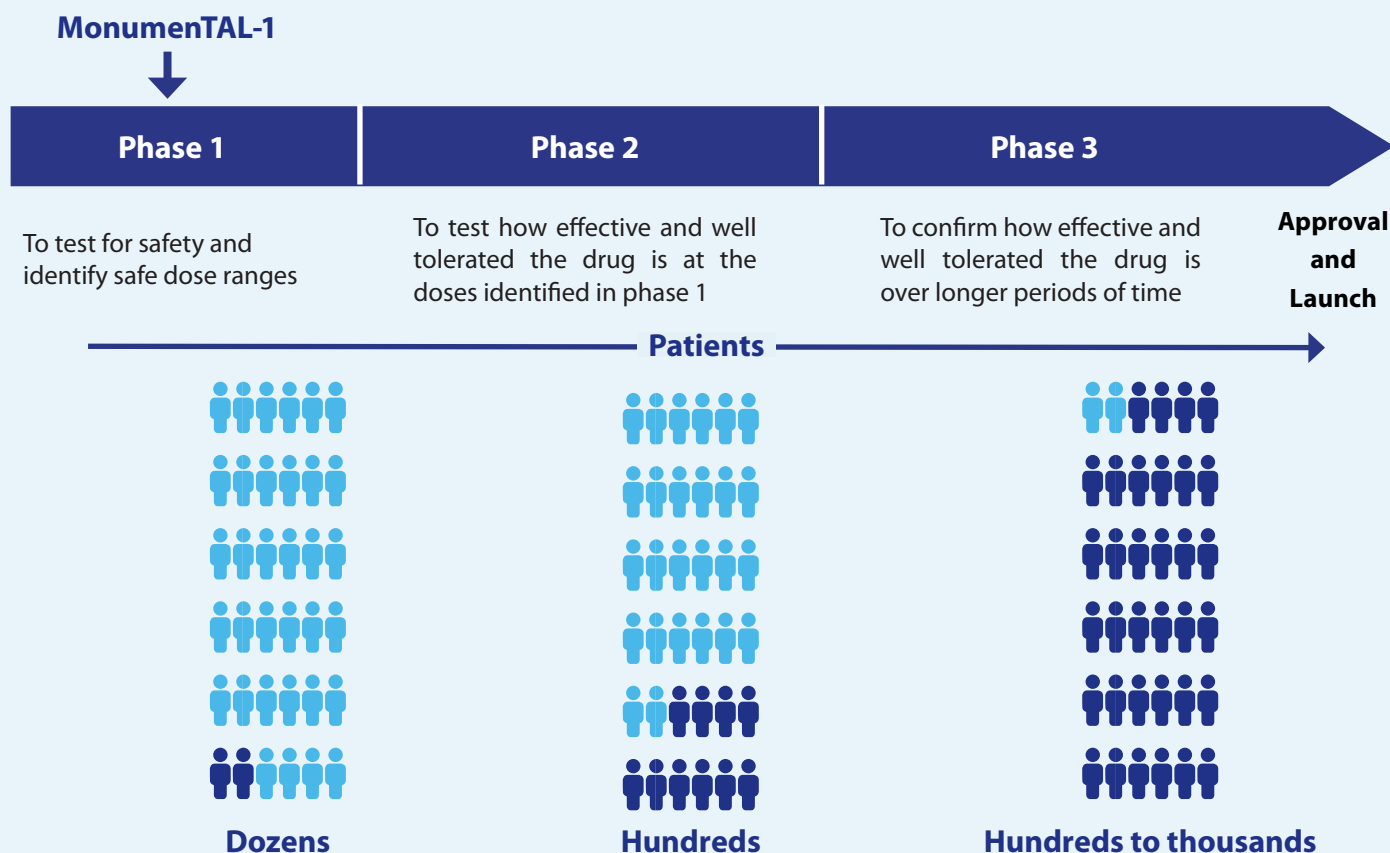 MonumenTAL-1
Phase 1
Phase 2
Phase 3
To test for safety and
identify safe dose ranges
To test how effective and well
tolerated the drug is at the
doses identified in phase 1
To confirm how effective and
well tolerated the drug is
over longer periods of time
Approval
and
Launch
Patients
Dozens
Hundreds
Hundreds to thousands